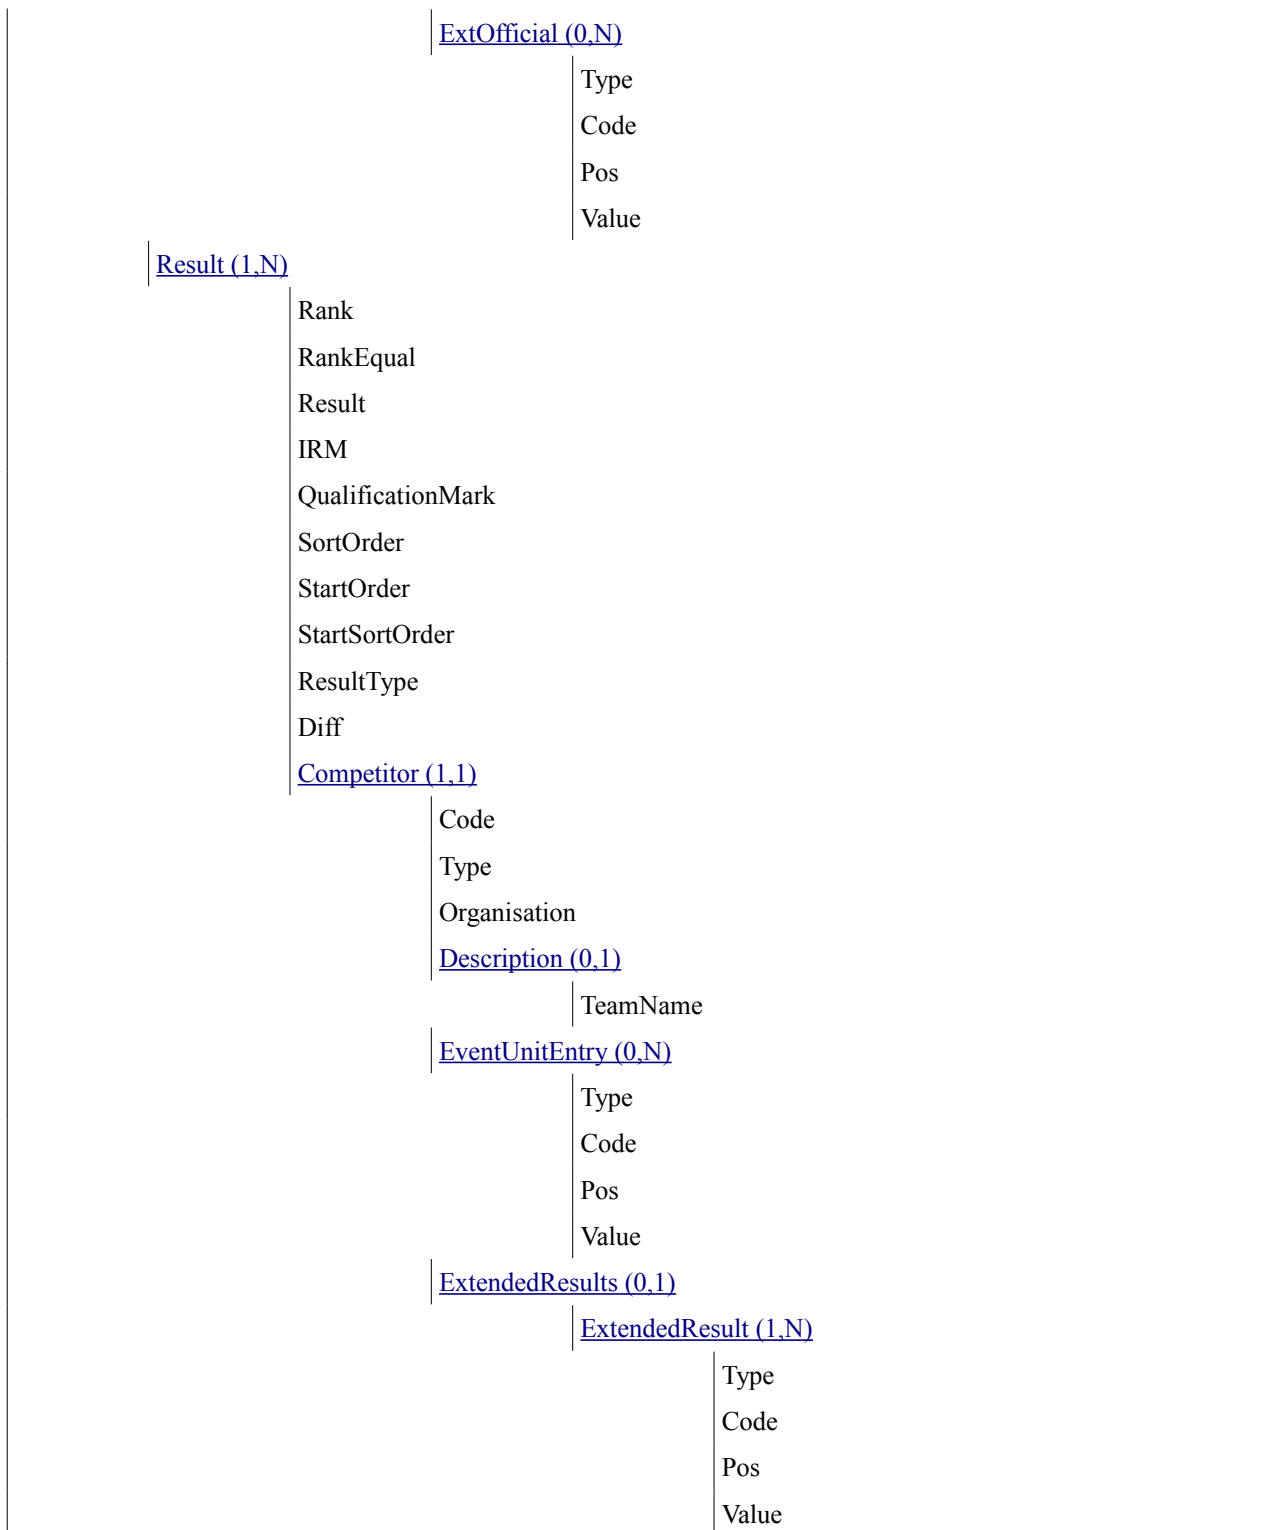 ExtOfficial (0,N)
Type
Code
Pos
Value
Result (1,N)
Rank
RankEqual
Result
IRM
QualificationMark
SortOrder
StartOrder
StartSortOrder
ResultType
Diff
Competitor (1,1)
Code
Type
Organisation
Description (0,1)
TeamName
EventUnitEntry (0,N)
Type
Code
Pos
Value
ExtendedResults (0,1)
ExtendedResult (1,N)
Type
Code
Pos
Value